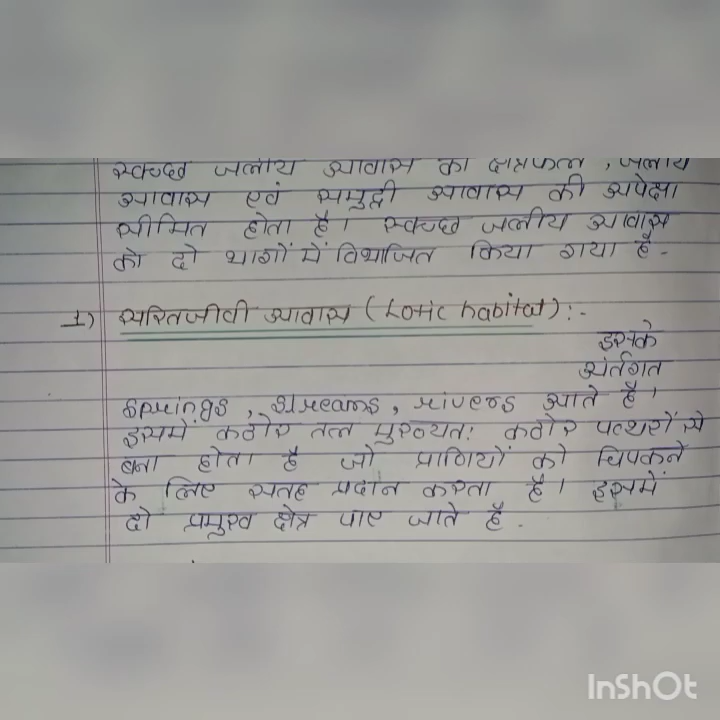 स्वच्छ जलीय आवास का क्षेत्रफल, जलीय
आवास एवं समुद्री आवास की अपेक्षा
सीमित होता है। स्वच्छ जलीय आवास
को दो भागों में विभाजित किया गया है -
1) सरितजीवी आवास (Lotic habitat) :-
इसके
अंर्तगत
springs, streams, rivers आते है।
इसमें कठोर तल मुख्यतः कठोर पत्थरों से
बना होता है जो प्राणियों को चिपकने
के लिए सतह प्रदान करता है। इसमें
दो प्रमुख क्षेत्र पाए जाते है.
InShOt